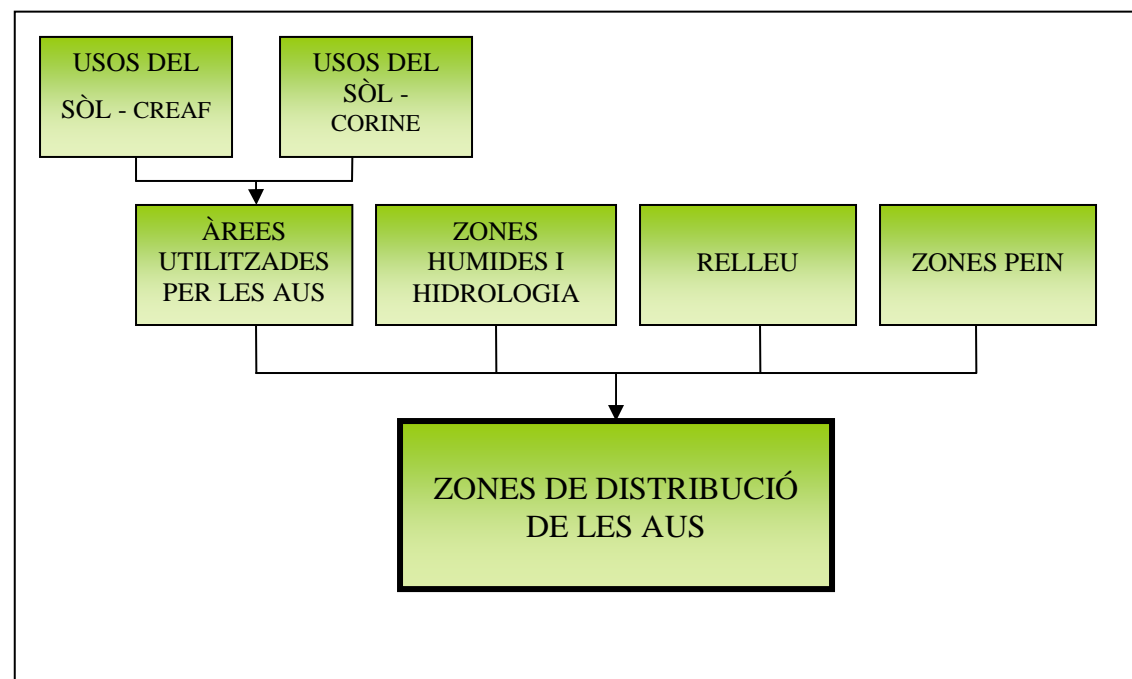 USOS DEL
SÒL - CREAF
USOS DEL
SÒL -
CORINE
ÀREES
UTILITZADES
PER LES AUS
ZONES
HUMIDES I
HIDROLOGIA
RELLEU
ZONES PEIN
ZONES DE DISTRIBUCIÓ
DE LES AUS